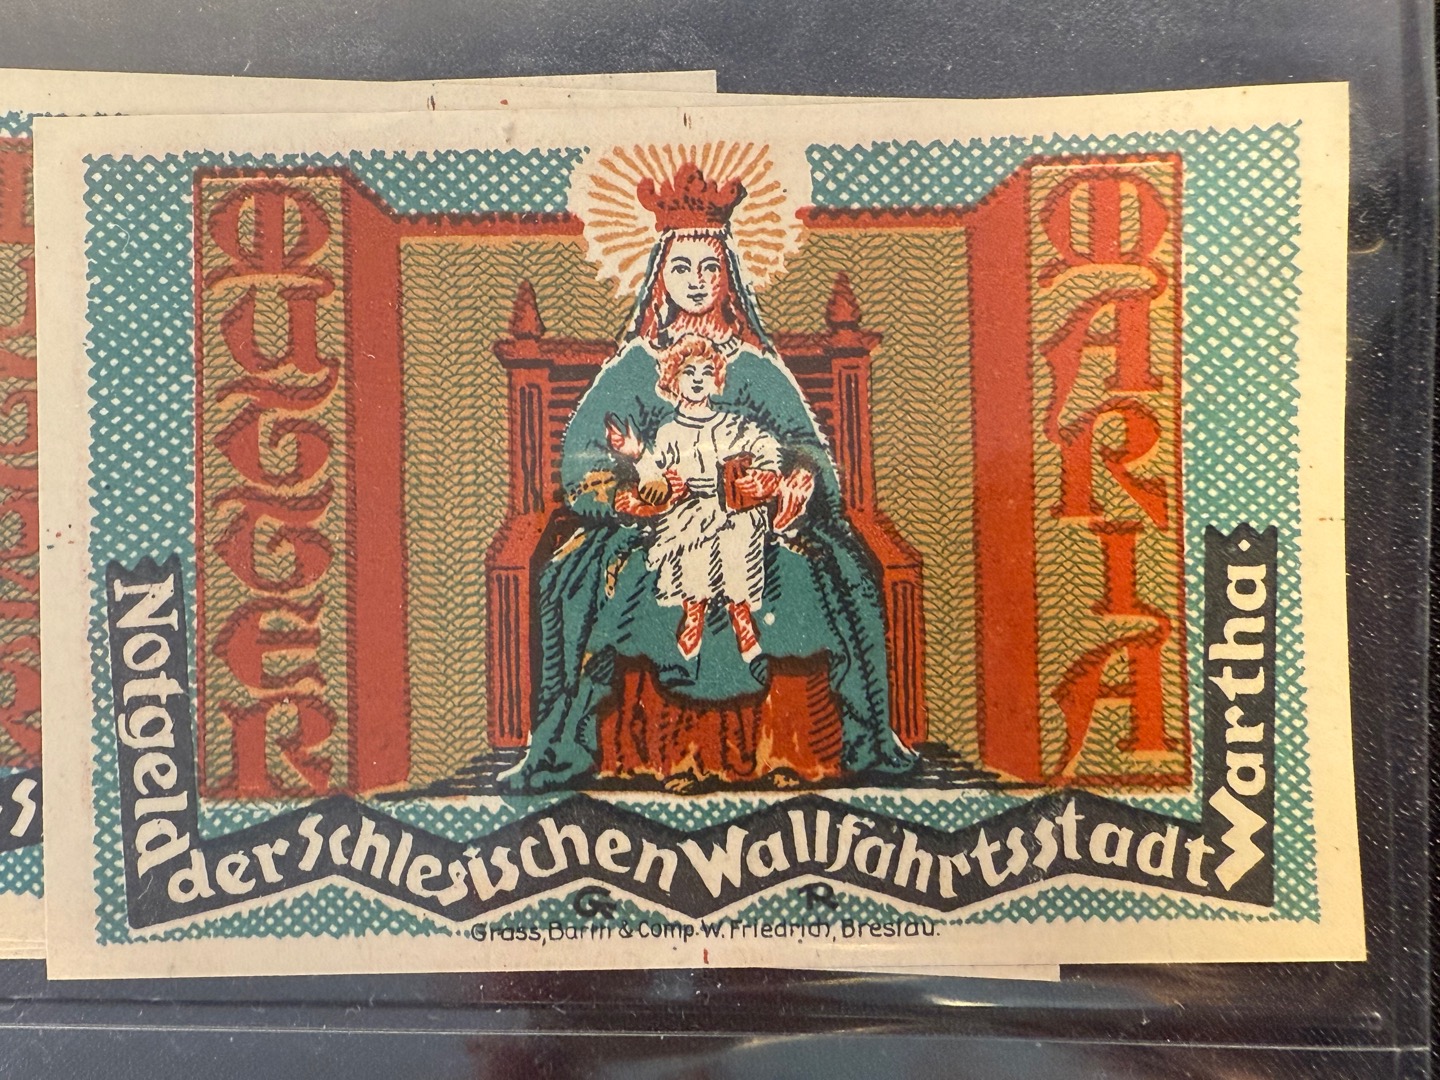 MUTTER
MARIA
Notgeld der Schlesischen Wallfahrtsstadt Wartha.
G R
Grass, Barth & Comp. W. Friedrich, Breslau.